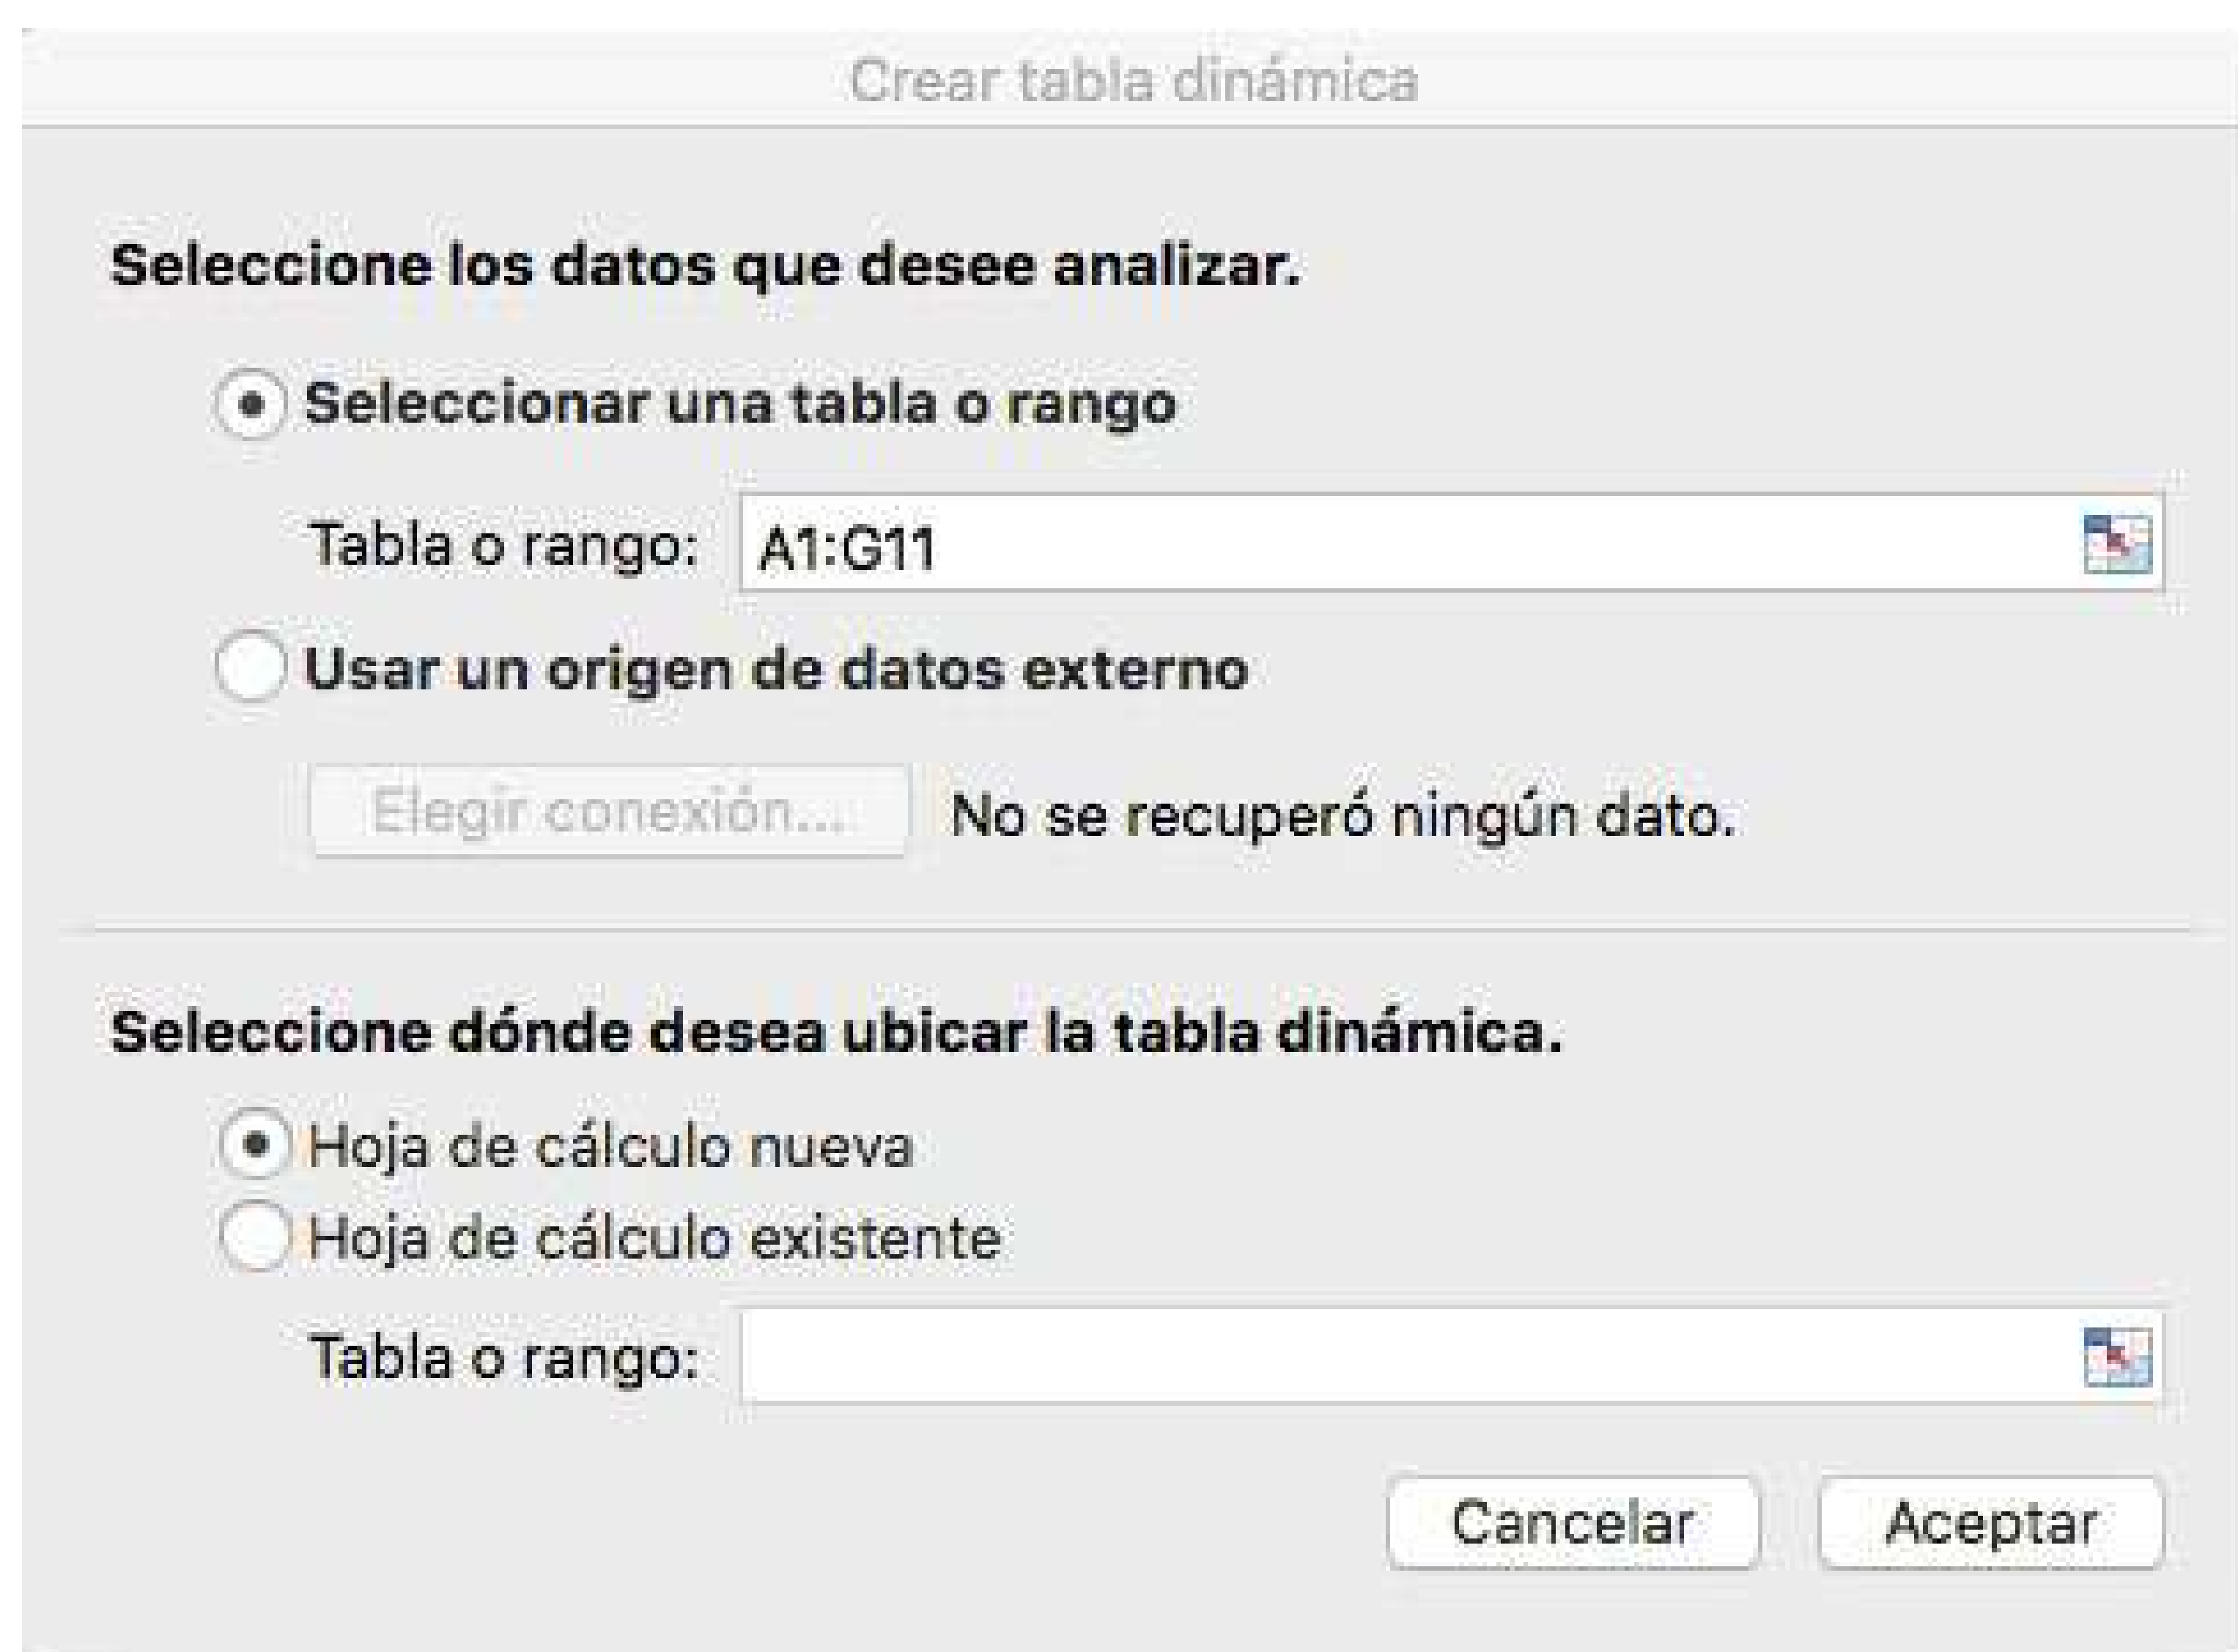 Crear tabla dinámica
Seleccione los datos que desee analizar.
Seleccionar una tabla o rango
Tabla o rango: A1:G11
Usar un origen de datos externo
Elegir conexión... No se recuperó ningún dato.
Seleccione dónde desea ubicar la tabla dinámica.
Hoja de cálculo nueva
Hoja de cálculo existente
Tabla o rango:
Cancelar Aceptar